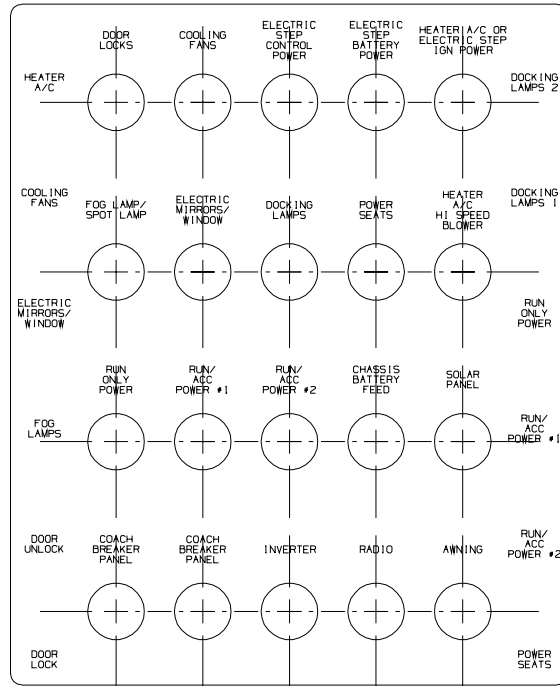 DOOR
LOCKS
COOLING
FANS
ELECTRIC
STEP
CONTROL
POWER
ELECTRIC
STEP
BATTERY
POWER
HEATER A/C OR
ELECTRIC STEP
IGN POWER
HEATER
A/C
DOCKING
LAMPS 2
COOLING
FANS
FOG LAMP/
SPOT LAMP
ELECTRIC
MIRRORS/
WINDOW
DOCKING
LAMPS
POWER
SEATS
HEATER
A/C
HI SPEED
BLOWER
DOCKING
LAMPS 1
ELECTRIC
MIRRORS/
WINDOW
RUN
ONLY
POWER
RUN
ONLY
POWER
RUN/
ACC
POWER #1
RUN/
ACC
POWER #2
CHASSIS
BATTERY
FEED
SOLAR
PANEL
FOG
LAMPS
RUN/
ACC
POWER #1
DOOR
UNLOCK
COACH
BREAKER
PANEL
COACH
BREAKER
PANEL
INVERTER
RADIO
AWNING
RUN/
ACC
POWER #2
DOOR
LOCK
POWER
SEATS